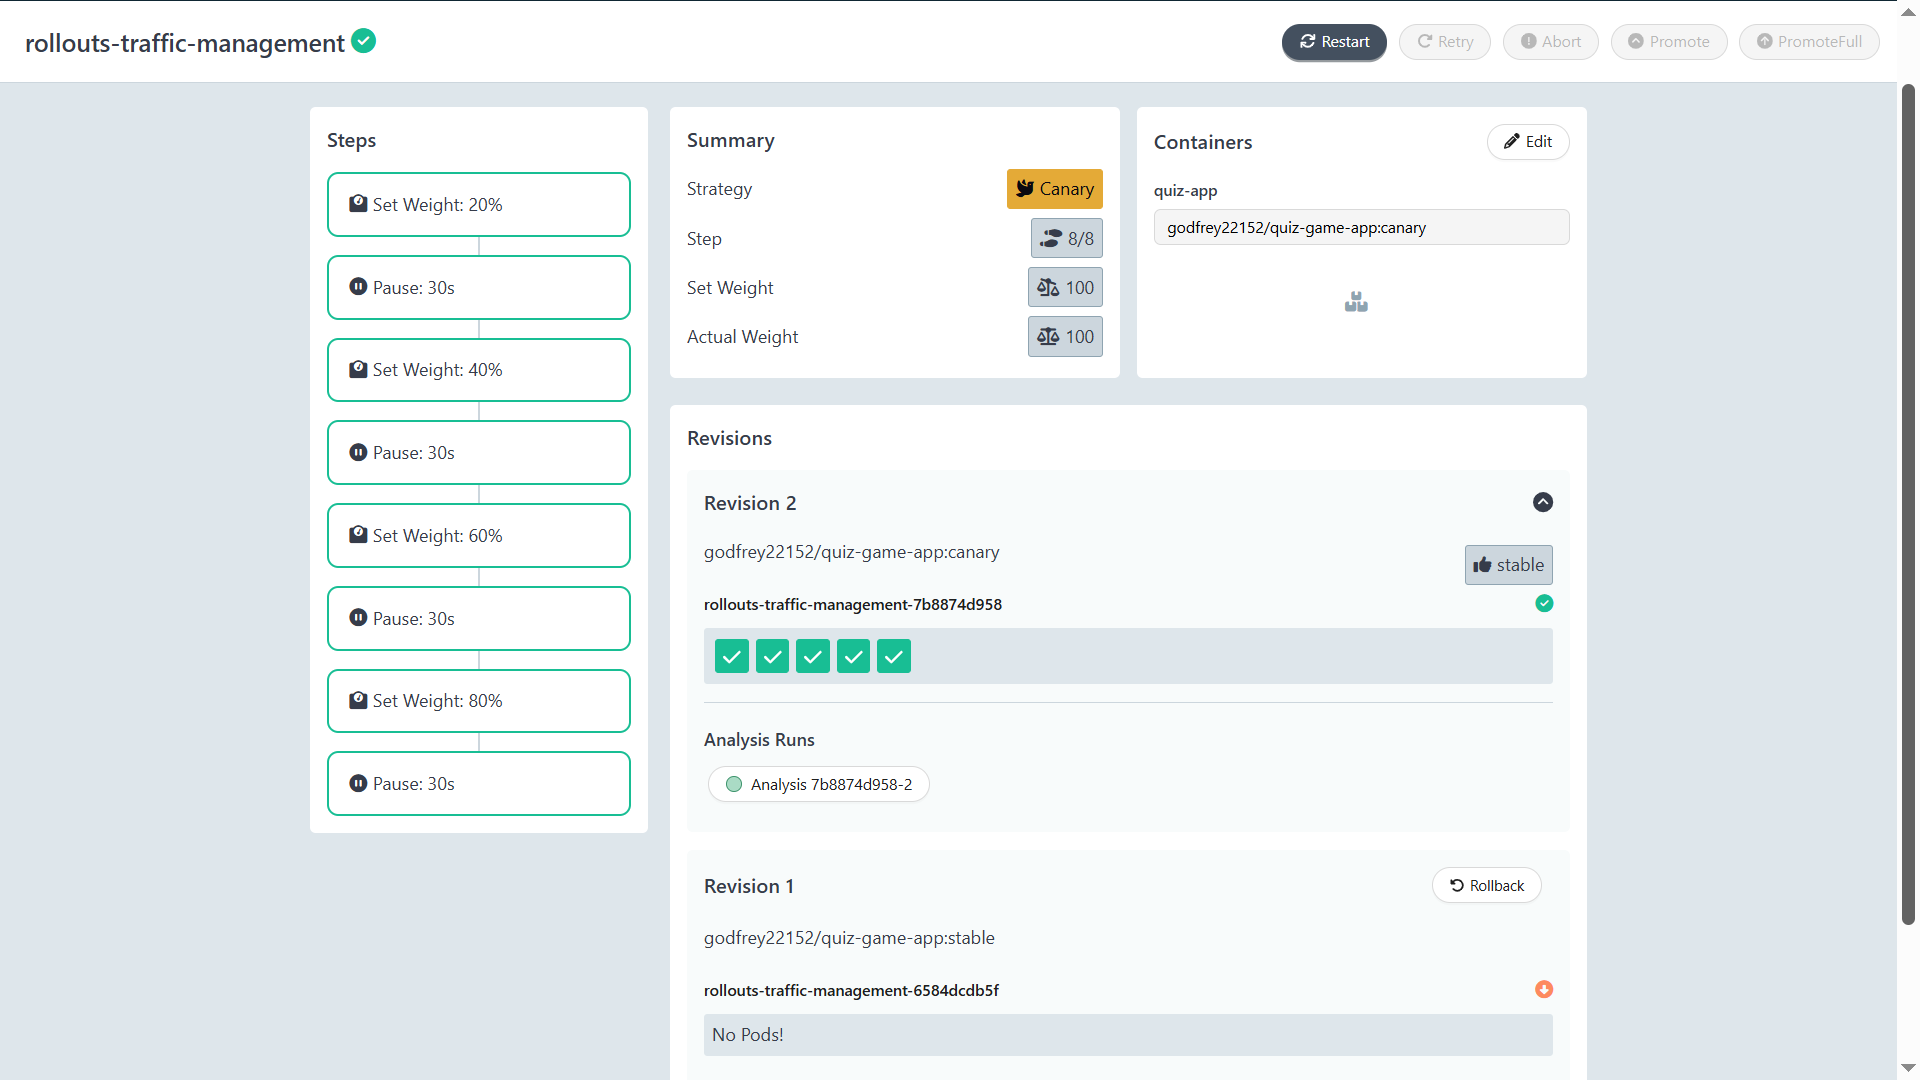 rollouts-traffic-management
Restart
Retry
Abort
Promote
PromoteFull
Steps
Set Weight: 20%
Pause: 30s
Set Weight: 40%
Pause: 30s
Set Weight: 60%
Pause: 30s
Set Weight: 80%
Pause: 30s
Summary
Strategy
Canary
Step
8/8
Set Weight
100
Actual Weight
100
Containers
Edit
quiz-app
godfrey22152/quiz-game-app:canary
Revisions
Revision 2
godfrey22152/quiz-game-app:canary
stable
rollouts-traffic-management-7b8874d958
Analysis Runs
Analysis 7b8874d958-2
Revision 1
Rollback
godfrey22152/quiz-game-app:stable
rollouts-traffic-management-6584dcdb5f
No Pods!